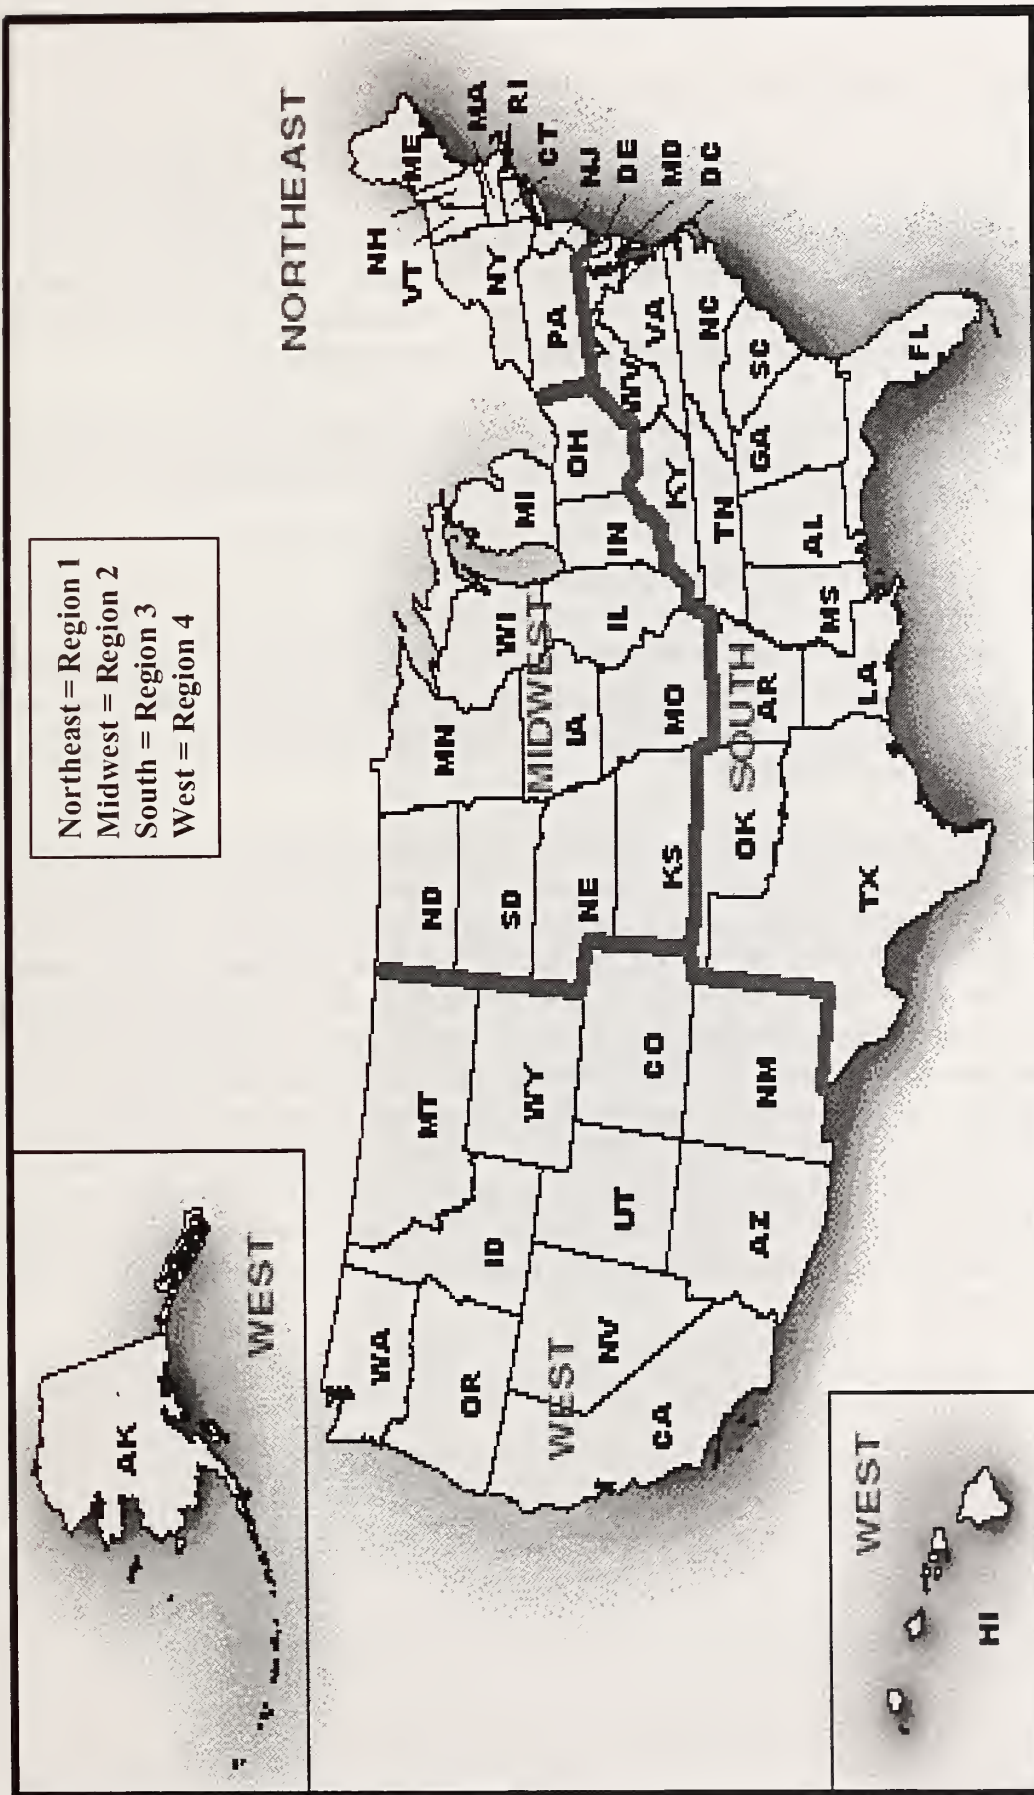 Northeast = Region 1
Midwest = Region 2
South = Region 3
West = Region 4
NORTHEAST
WEST
AK
WEST
HI
WEST
MIDWEST
SOUTH
WA
OR
CA
NV
ID
MT
WY
UT
CO
AZ
NM
ND
SD
NE
KS
MN
IA
MO
WI
IL
MI
IN
OH
OK
TX
AR
LA
MS
AL
TN
KY
GA
FL
SC
NC
VA
WV
PA
NY
VT
NH
ME
MA
RI
CT
NJ
DE
MD
DC